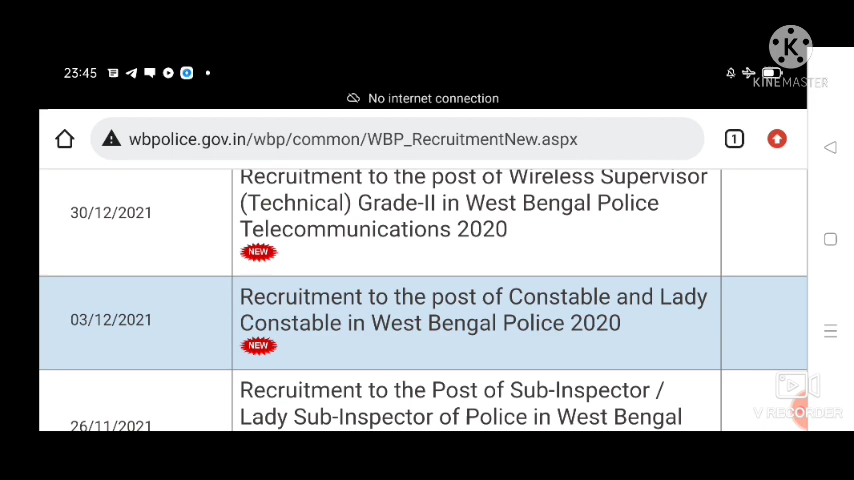 23:45
KINEMASTER
No internet connection
1
wbpolice.gov.in/wbp/common/WBP_RecruitmentNew.aspx
30/12/2021
Recruitment to the post of Wireless Supervisor
(Technical) Grade-II in West Bengal Police
Telecommunications 2020
NEW
03/12/2021
Recruitment to the post of Constable and Lady
Constable in West Bengal Police 2020
NEW
26/11/2021
Recruitment to the Post of Sub-Inspector /
Lady Sub-Inspector of Police in West Bengal
V RECORDER